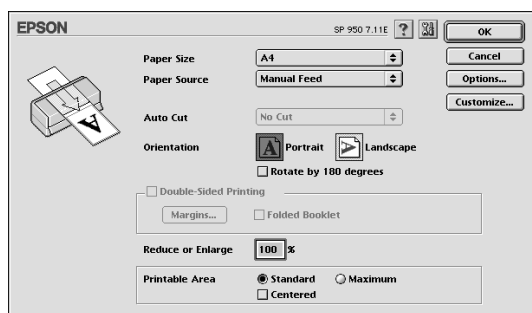 EPSON SP 950 7.11E ? OK
Paper Size A4 Cancel
Paper Source Manual Feed Options...
Customize...
Auto Cut No Cut
Orientation A Portrait A Landscape
Rotate by 180 degrees
Double-Sided Printing
Margins... Folded Booklet
Reduce or Enlarge 100 %
Printable Area Standard Maximum
Centered
A